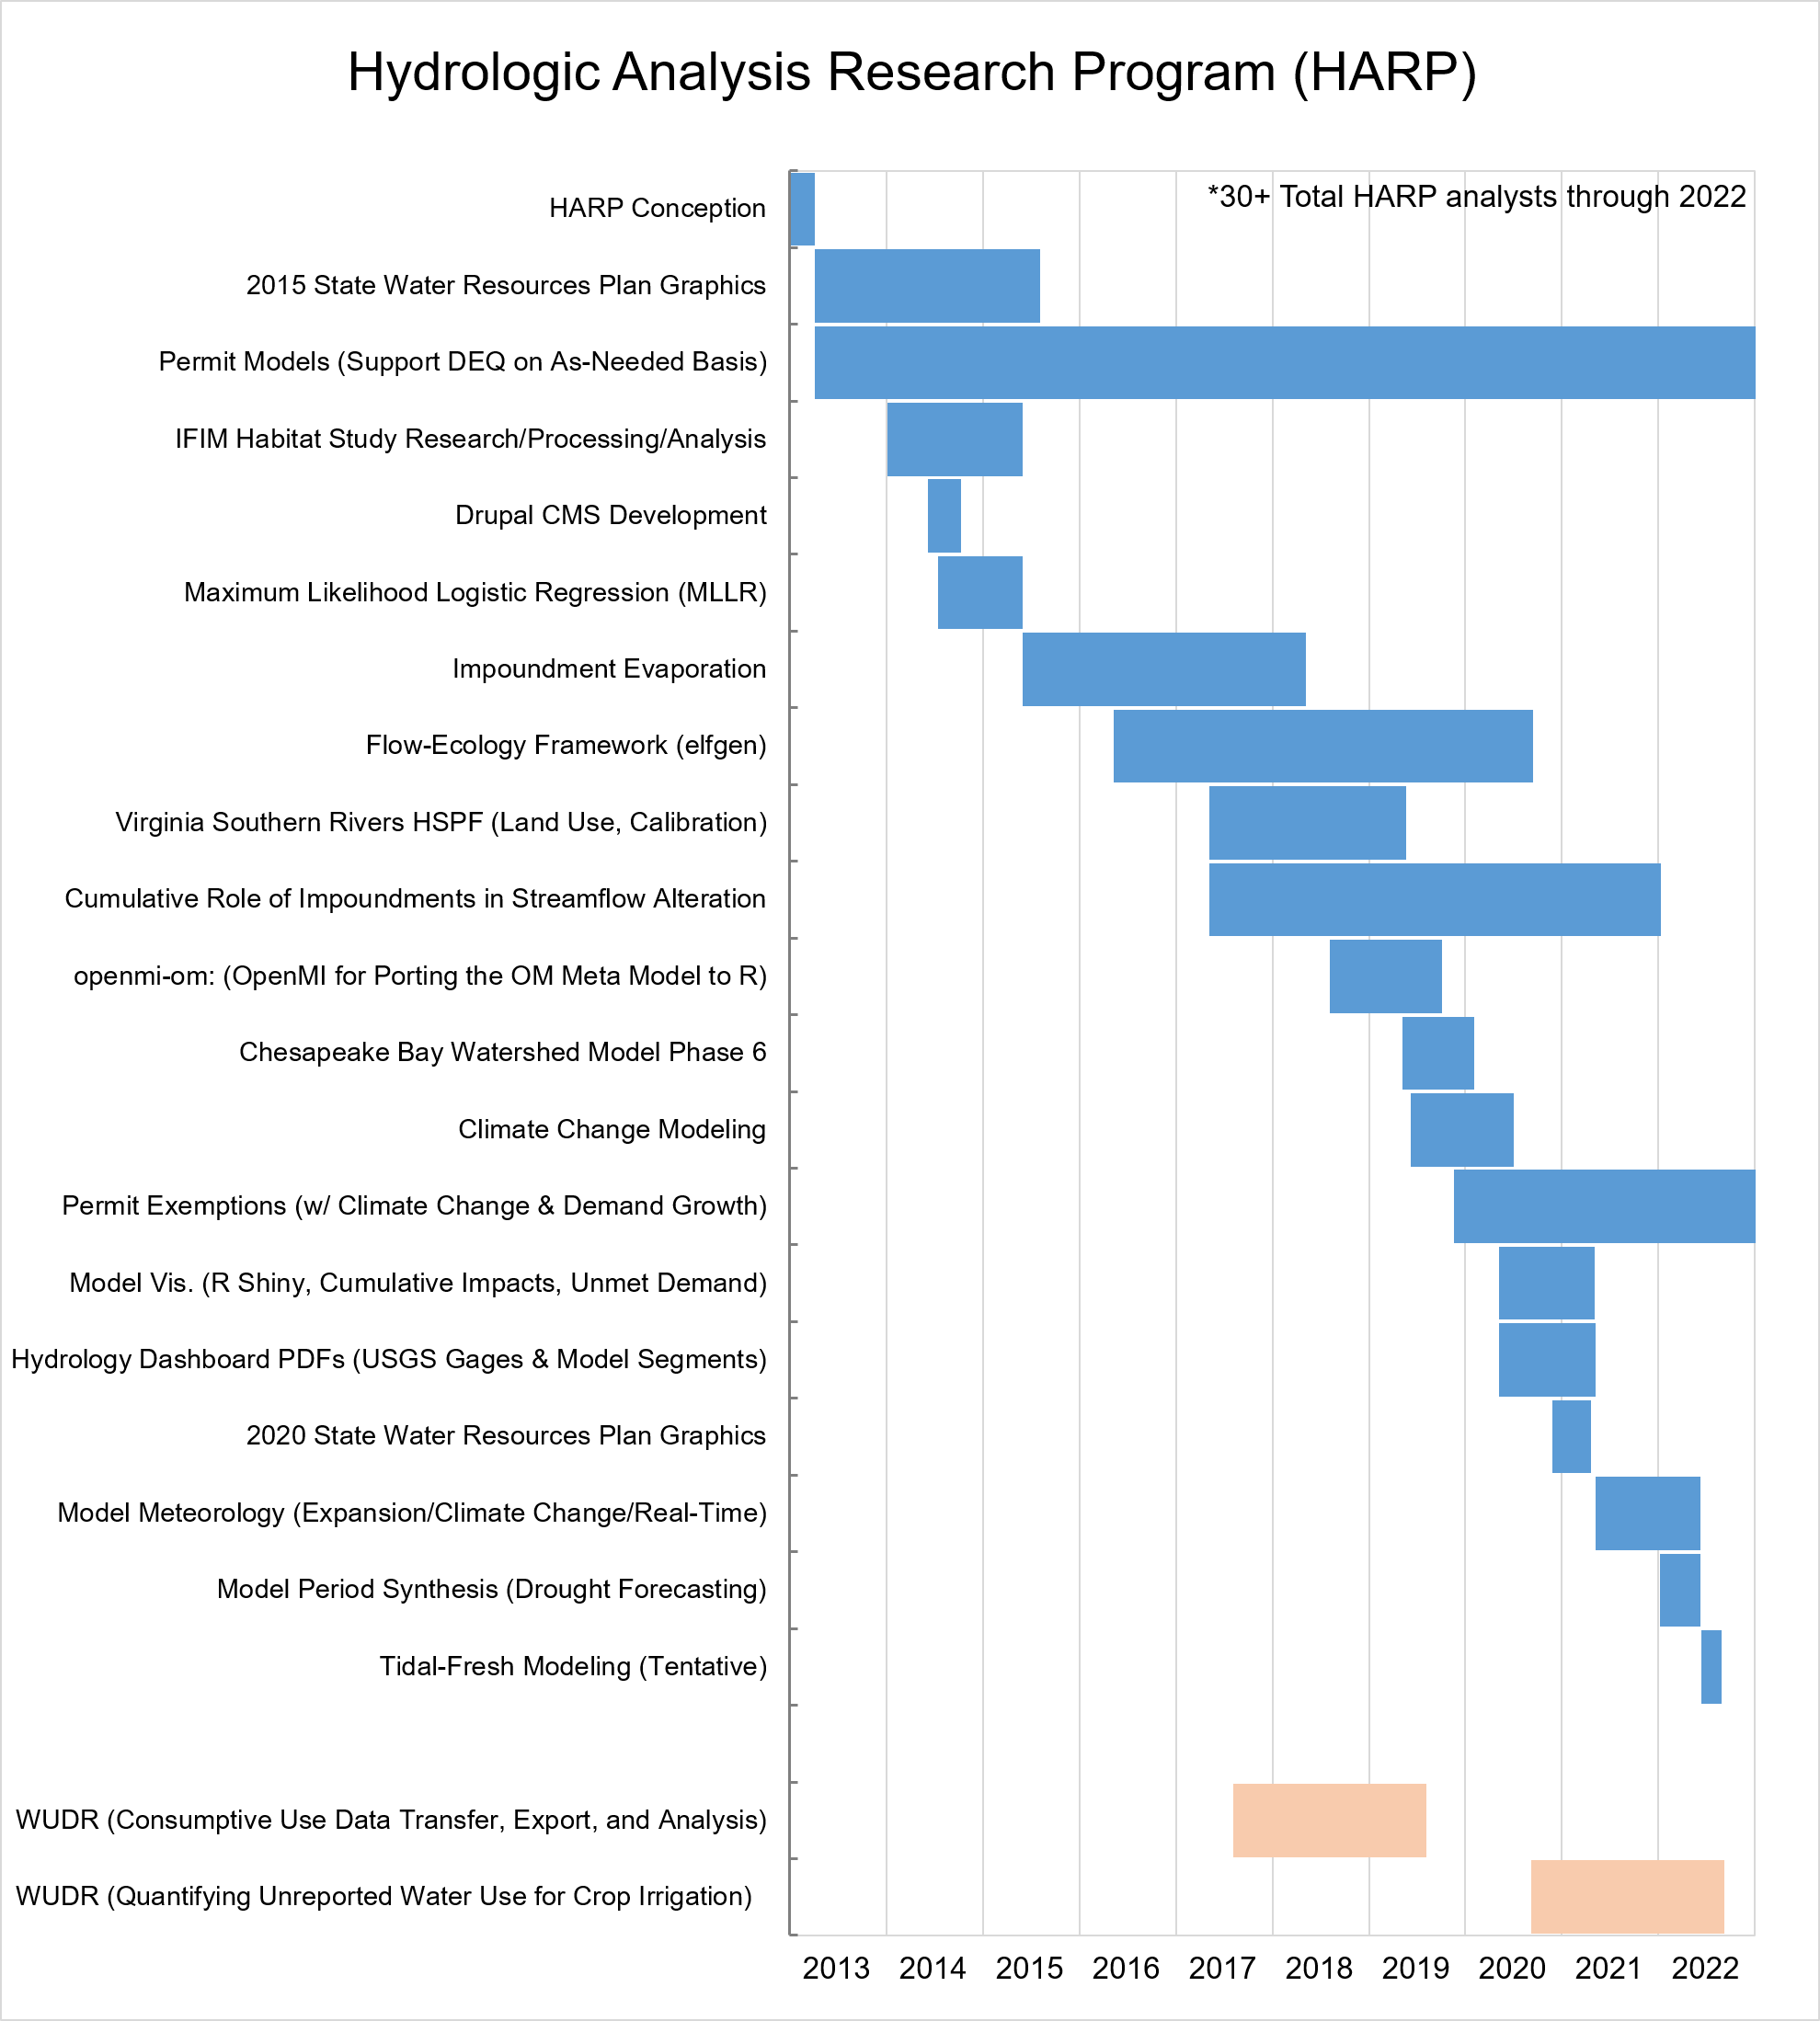 Hydrologic Analysis Research Program (HARP)
*30+ Total HARP analysts through 2022
HARP Conception
2015 State Water Resources Plan Graphics
Permit Models (Support DEQ on As-Needed Basis)
IFIM Habitat Study Research/Processing/Analysis
Drupal CMS Development
Maximum Likelihood Logistic Regression (MLLR)
Impoundment Evaporation
Flow-Ecology Framework (elfgen)
Virginia Southern Rivers HSPF (Land Use, Calibration)
Cumulative Role of Impoundments in Streamflow Alteration
openmi-om: (OpenMI for Porting the OM Meta Model to R)
Chesapeake Bay Watershed Model Phase 6
Climate Change Modeling
Permit Exemptions (w/ Climate Change & Demand Growth)
Model Vis. (R Shiny, Cumulative Impacts, Unmet Demand)
Hydrology Dashboard PDFs (USGS Gages & Model Segments)
2020 State Water Resources Plan Graphics
Model Meteorology (Expansion/Climate Change/Real-Time)
Model Period Synthesis (Drought Forecasting)
Tidal-Fresh Modeling (Tentative)
WUDR (Consumptive Use Data Transfer, Export, and Analysis)
WUDR (Quantifying Unreported Water Use for Crop Irrigation)
2013 2014 2015 2016 2017 2018 2019 2020 2021 2022